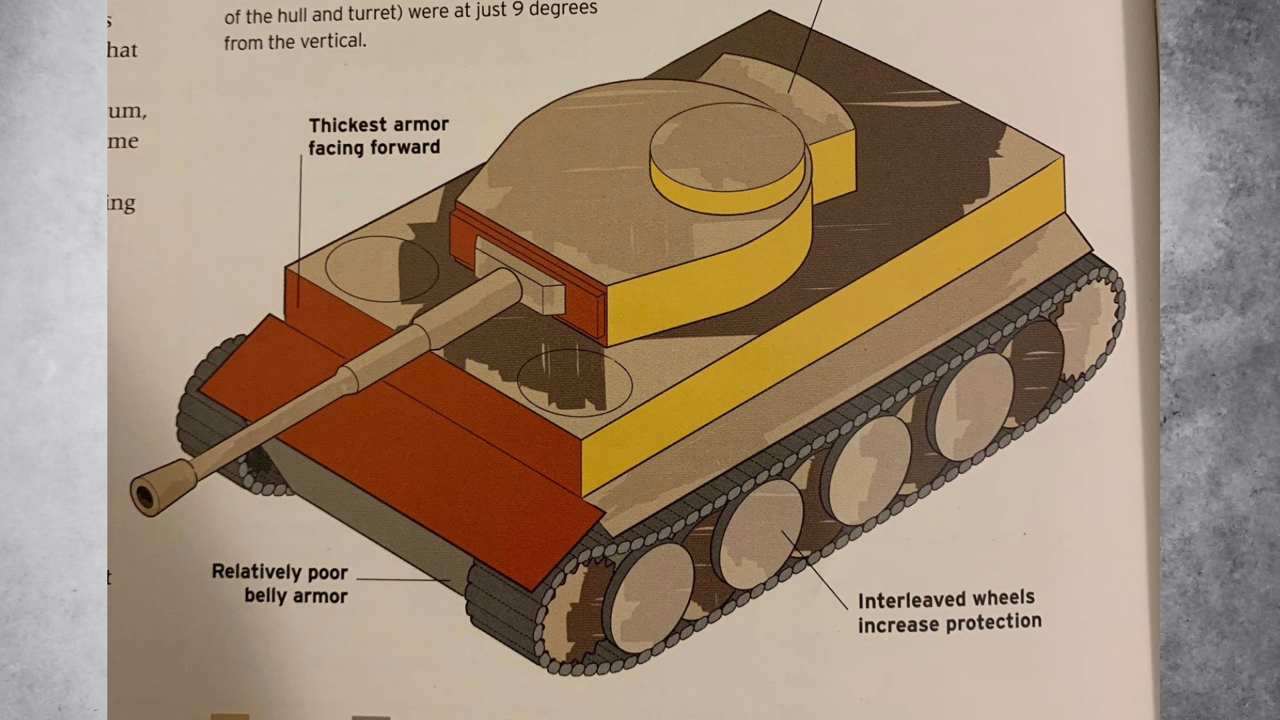 of the hull and turret) were at just 9 degrees
from the vertical.
hat
um,
me
ing
Thickest armor
facing forward
Relatively poor
belly armor
Interleaved wheels
increase protection